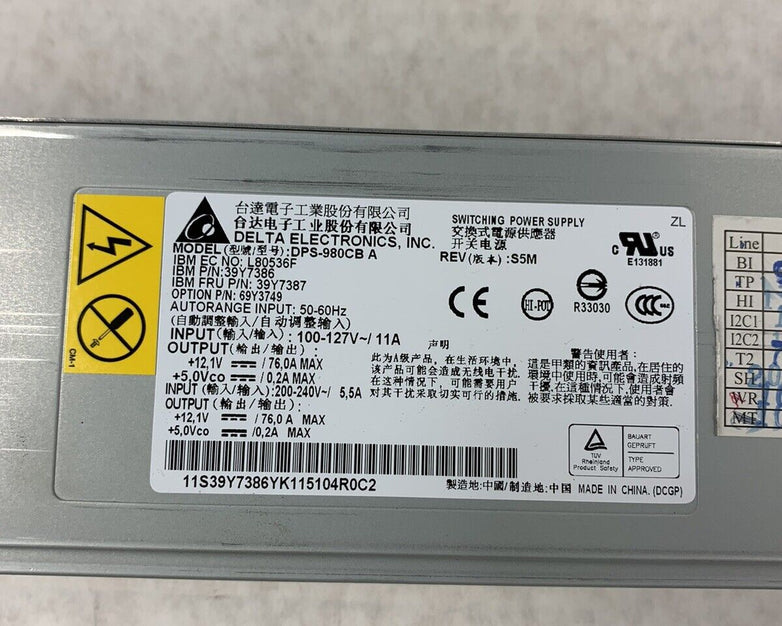 台達電子工業股份有限公司
台达电子工业股份有限公司
DELTA ELECTRONICS, INC.
MODEL(型號/型号):DPS-980CB A
IBM EC NO.:L80536F
IBM P/N:39Y7386
IBM FRU P/N:39Y7387
OPTION P/N: 69Y3749
AUTORANGE INPUT: 50-60Hz
(自動調整輸入/自动调整输入)
INPUT(輸入/输入): 100-127V~/ 11A
OUTPUT(輸出/输出):
+12,1V /76,0A MAX
+5,0Vco /0,2A MAX
INPUT (輸入/输入):200-240V~/ 5,5A
OUTPUT (輸出/输出):
+12,1V /76,0 A MAX
+5,0Vco /0,2A MAX
SWITCHING POWER SUPPLY
交換式電源供應器
开关电源
REV(版本):S5M
ZL
c RU US
E131881
CE
HI-POT
R33030
CCC
声明
此为A级产品, 在生活环境中,
该产品可能会造成无线电干扰.
在这种情况下, 可能需要用户
对其干扰采取切实可行的措施.
警告使用者:
這是甲類的資訊產品, 在居住的
環境中使用時, 可能會造成射頻
干擾, 在這種情況下, 使用者會
被要求採取某些適當的對策.
TÜV
Rheinland
Product Safety
BAUART
GEPRÜFT
TYPE
APPROVED
11S39Y7386YK115104R0C2
製造地:中國/制造地:中国 MADE IN CHINA. (DCGP)
CM-1
Line
BI
TP
HI
I2C1
I2C2
T2
SH
WR
MT